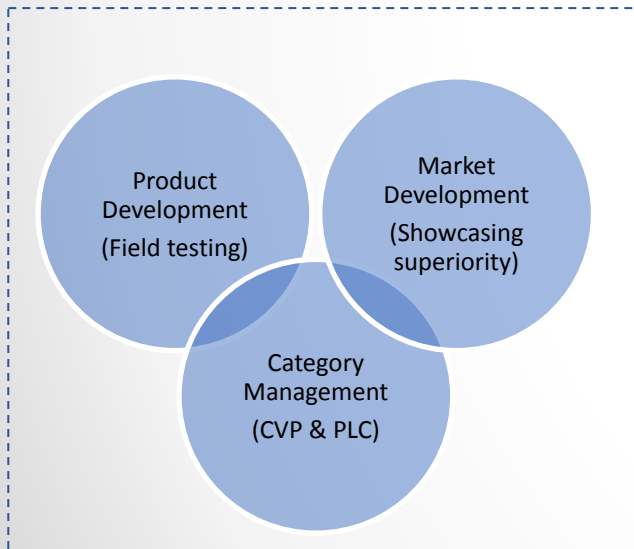 Product
Development
(Field testing)
Market
Development
(Showcasing
superiority)
Category
Management
(CVP & PLC)